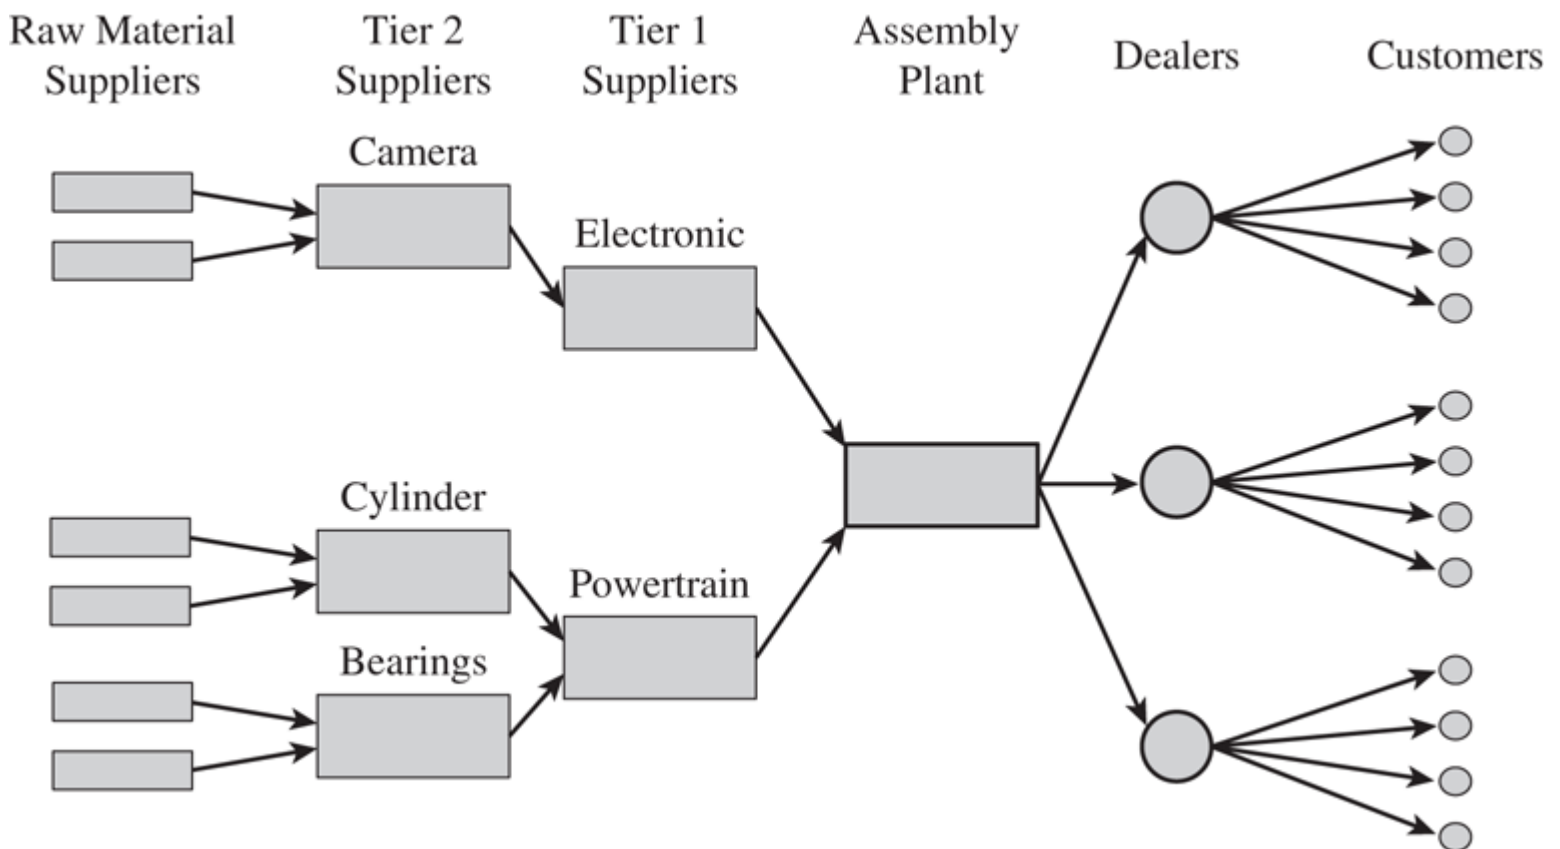 Raw Material
Suppliers
Tier 2
Suppliers
Tier 1
Suppliers
Assembly
Plant
Dealers
Customers
Camera
Electronic
Cylinder
Powertrain
Bearings